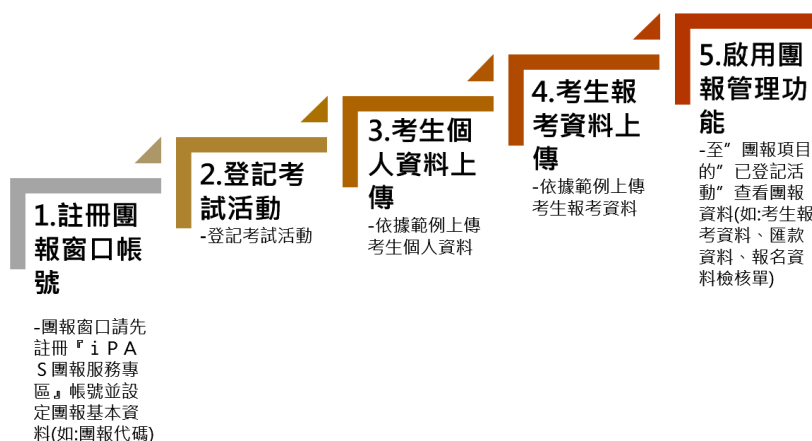 1.註冊團
報窗口帳
號
-團報窗口請先
註冊『ｉＰＡ
Ｓ團報服務專
區』帳號並設
定團報基本資
料(如:團報代碼)
2.登記考
試活動
-登記考試活動
3.考生個
人資料上
傳
-依據範例上傳
考生個人資料
4.考生報
考資料上
傳
-依據範例上傳
考生報考資料
5.啟用團
報管理功
能
-至”團報項目
的”已登記活
動”查看團報
資料(如:考生報
考資料、匯款
資料、報名資
料檢核單)